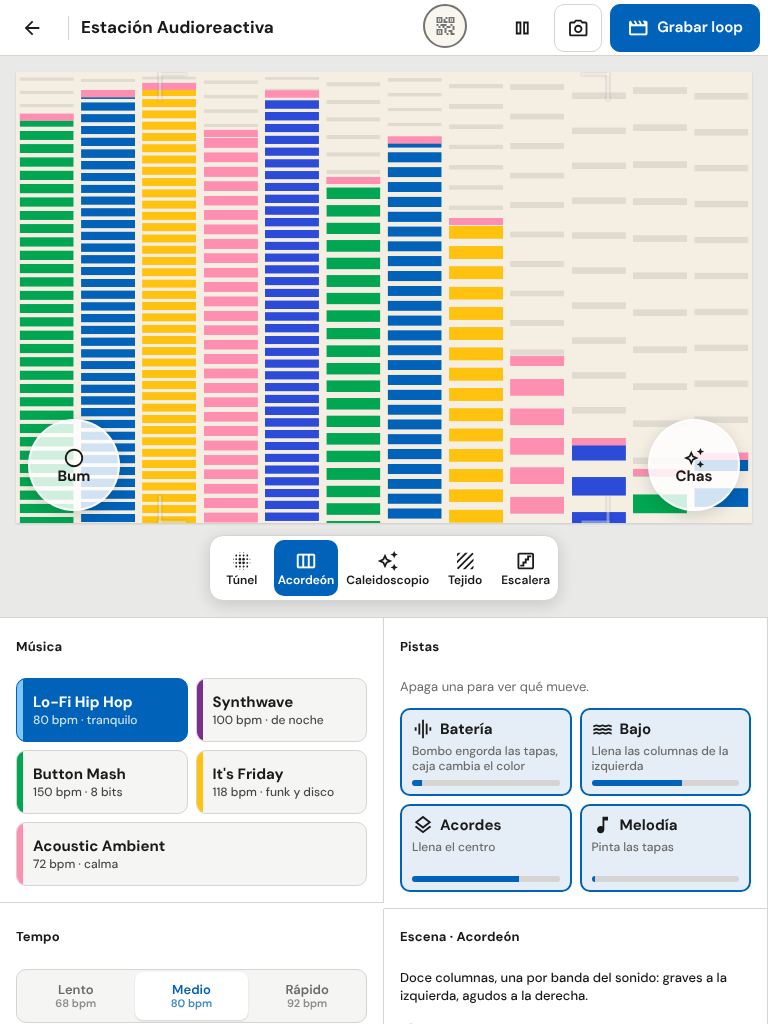 Estación Audioreactiva
Grabar loop
Bum
Chas
Túnel
Acordeón
Caleidoscopio
Tejido
Escalera
Música
Lo-Fi Hip Hop
80 bpm · tranquilo
Synthwave
100 bpm · de noche
Button Mash
150 bpm · 8 bits
It's Friday
118 bpm · funk y disco
Acoustic Ambient
72 bpm · calma
Tempo
Lento
68 bpm
Medio
80 bpm
Rápido
92 bpm
Pistas
Apaga una para ver qué mueve.
Batería
Bombo engorda las tapas,
caja cambia el color
Bajo
Llena las columnas de la
izquierda
Acordes
Llena el centro
Melodía
Pinta las tapas
Escena · Acordeón
Doce columnas, una por banda del sonido: graves a la
izquierda, agudos a la derecha.